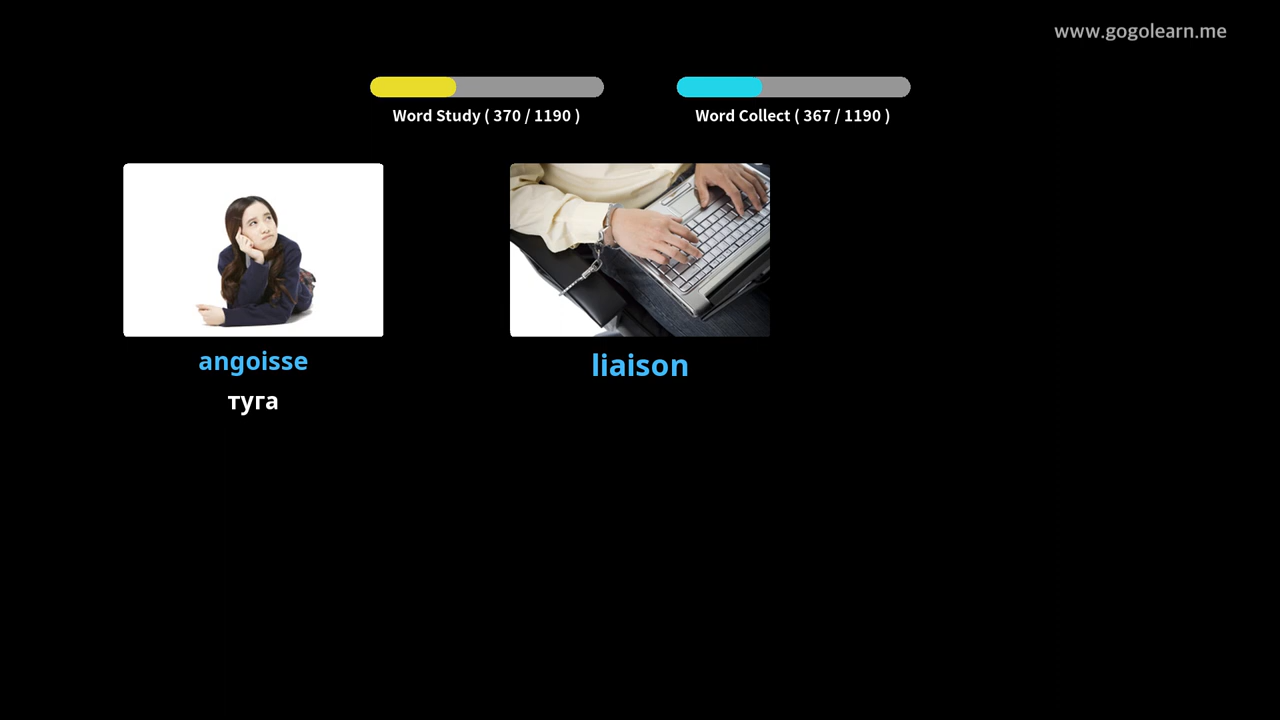 www.gogolearn.me
Word Study ( 370 / 1190 )
Word Collect ( 367 / 1190 )
angoisse
туга
liaison